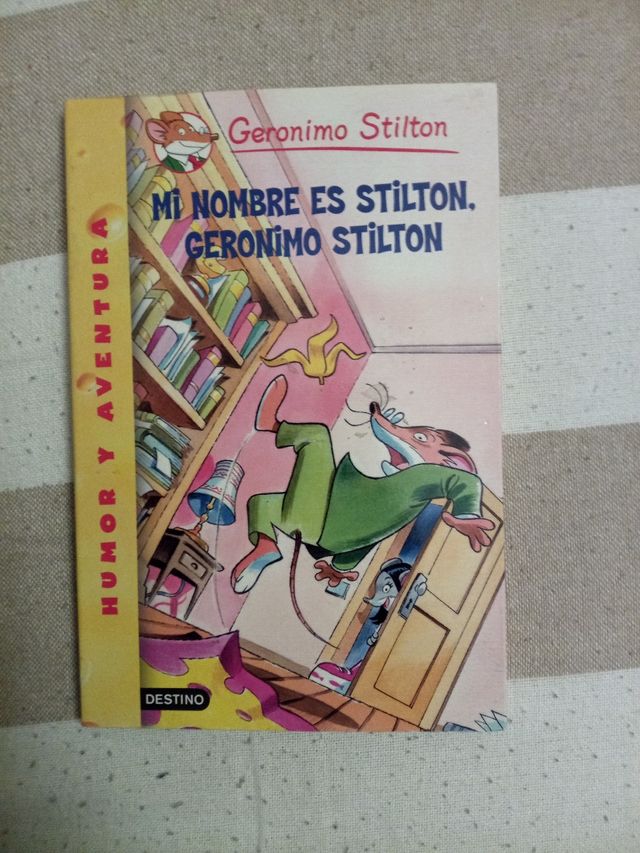 Geronimo Stilton
Mi NOMBRE ES STiLTON,
GERONiMO STiLTON
HUMOR Y AVENTURA
DESTINO